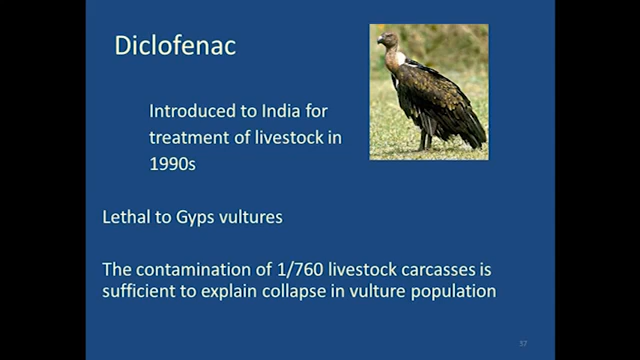 Diclofenac
Introduced to India for
treatment of livestock in
1990s
Lethal to Gyps vultures
The contamination of 1/760 livestock carcasses is
sufficient to explain collapse in vulture population
37